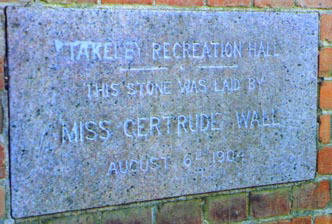 TAKELEY RECREATION HALL
THIS STONE WAS LAID BY
MISS GERTRUDE WALL
AUGUST 6TH 1904